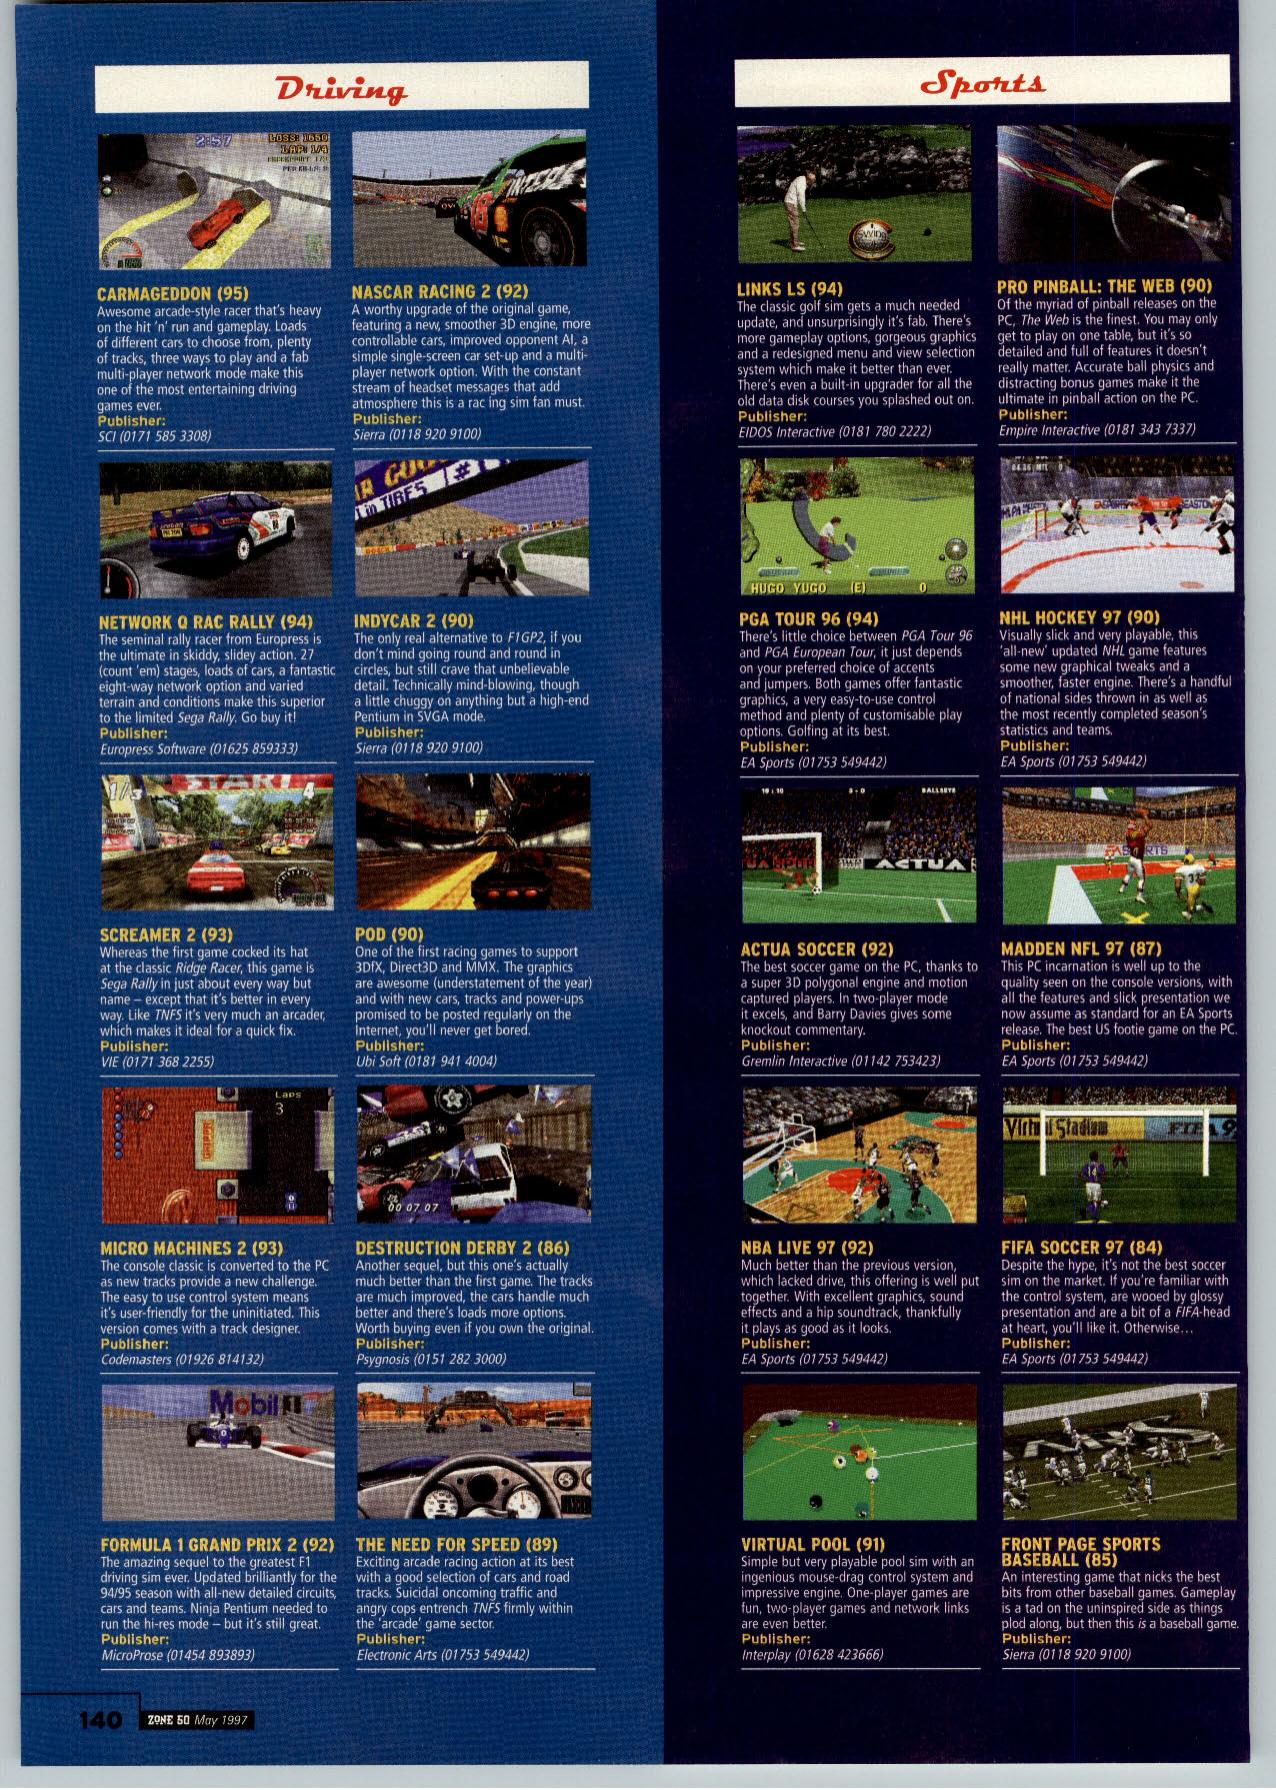 Driving
CARMAGEDDON (95)
Awesome arcade-style racer that's heavy
on the hit 'n' run and gameplay. Loads
of different cars to choose from, plenty
of tracks, three ways to play and a fab
multi-player network mode make this
one of the most entertaining driving
games ever.
Publisher:
SCI (0171 585 3308)
NASCAR RACING 2 (92)
A worthy upgrade of the original game,
featuring a new, smoother 3D engine, more
controllable cars, improved opponent AI, a
simple single-screen car set-up and a multi-
player network option. With the constant
stream of headset messages that add
atmosphere this is a rac ing sim fan must.
Publisher:
Sierra (0118 920 9100)
NETWORK Q RAC RALLY (94)
The seminal rally racer from Europress is
the ultimate in skiddy, slidey action. 27
(count 'em) stages, loads of cars, a fantastic
eight-way network option and varied
terrain and conditions make this superior
to the limited Sega Rally. Go buy it!
Publisher:
Europress Software (01625 859333)
INDYCAR 2 (90)
The only real alternative to F1GP2, if you
don't mind going round and round in
circles, but still crave that unbelievable
detail. Technically mind-blowing, though
a little chuggy on anything but a high-end
Pentium in SVGA mode.
Publisher:
Sierra (0118 920 9100)
SCREAMER 2 (93)
Whereas the first game cocked its hat
at the classic Ridge Racer, this game is
Sega Rally in just about every way but
name – except that it's better in every
way. Like TNFS it's very much an arcader,
which makes it ideal for a quick fix.
Publisher:
VIE (0171 368 2255)
POD (90)
One of the first racing games to support
3DfX, Direct3D and MMX. The graphics
are awesome (understatement of the year)
and with new cars, tracks and power-ups
promised to be posted regularly on the
Internet, you'll never get bored.
Publisher:
Ubi Soft (0181 941 4004)
Laps
3
MICRO MACHINES 2 (93)
The console classic is converted to the PC
as new tracks provide a new challenge.
The easy to use control system means
it's user-friendly for the uninitiated. This
version comes with a track designer.
Publisher:
Codemasters (01926 814132)
00 07 07
DESTRUCTION DERBY 2 (86)
Another sequel, but this one's actually
much better than the first game. The tracks
are much improved, the cars handle much
better and there's loads more options.
Worth buying even if you own the original.
Publisher:
Psygnosis (0151 282 3000)
Mobil 1
FORMULA 1 GRAND PRIX 2 (92)
The amazing sequel to the greatest F1
driving sim ever. Updated brilliantly for the
94/95 season with all-new detailed circuits,
cars and teams. Ninja Pentium needed to
run the hi-res mode – but it's still great.
Publisher:
MicroProse (01454 893893)
THE NEED FOR SPEED (89)
Exciting arcade racing action at its best
with a good selection of cars and road
tracks. Suicidal oncoming traffic and
angry cops entrench TNFS firmly within
the 'arcade' game sector.
Publisher:
Electronic Arts (01753 549442)
Sports
LINKS LS (94)
The classic golf sim gets a much needed
update, and unsurprisingly it's fab. There's
more gameplay options, gorgeous graphics
and a redesigned menu and view selection
system which make it better than ever.
There's even a built-in upgrader for all the
old data disk courses you splashed out on.
Publisher:
EIDOS Interactive (0181 780 2222)
PRO PINBALL: THE WEB (90)
Of the myriad of pinball releases on the
PC, The Web is the finest. You may only
get to play on one table, but it's so
detailed and full of features it doesn't
really matter. Accurate ball physics and
distracting bonus games make it the
ultimate in pinball action on the PC.
Publisher:
Empire Interactive (0181 343 7337)
HUGO YUGO (E) 0
PGA TOUR 96 (94)
There's little choice between PGA Tour 96
and PGA European Tour, it just depends
on your preferred choice of accents
and jumpers. Both games offer fantastic
graphics, a very easy-to-use control
method and plenty of customisable play
options. Golfing at its best.
Publisher:
EA Sports (01753 549442)
NHL HOCKEY 97 (90)
Visually slick and very playable, this
'all-new' updated NHL game features
some new graphical tweaks and a
smoother, faster engine. There's a handful
of national sides thrown in as well as
the most recently completed season's
statistics and teams.
Publisher:
EA Sports (01753 549442)
ACTUA
ACTUA SOCCER (92)
The best soccer game on the PC, thanks to
a super 3D polygonal engine and motion
captured players. In two-player mode
it excels, and Barry Davies gives some
knockout commentary.
Publisher:
Gremlin Interactive (01142 753423)
MADDEN NFL 97 (87)
This PC incarnation is well up to the
quality seen on the console versions, with
all the features and slick presentation we
now assume as standard for an EA Sports
release. The best US footie game on the PC.
Publisher:
EA Sports (01753 549442)
NBA LIVE 97 (92)
Much better than the previous version,
which lacked drive, this offering is well put
together. With excellent graphics, sound
effects and a hip soundtrack, thankfully
it plays as good as it looks.
Publisher:
EA Sports (01753 549442)
Virtual Stadium
FIFA SOCCER 97 (84)
Despite the hype, it's not the best soccer
sim on the market. If you're familiar with
the control system, are wooed by glossy
presentation and are a bit of a FIFA-head
at heart, you'll like it. Otherwise...
Publisher:
EA Sports (01753 549442)
VIRTUAL POOL (91)
Simple but very playable pool sim with an
ingenious mouse-drag control system and
impressive engine. One-player games are
fun, two-player games and network links
are even better.
Publisher:
Interplay (01628 423666)
FRONT PAGE SPORTS
BASEBALL (85)
An interesting game that nicks the best
bits from other baseball games. Gameplay
is a tad on the uninspired side as things
plod along, but then this is a baseball game.
Publisher:
Sierra (0118 920 9100)
140 ZONE 50 May 1997